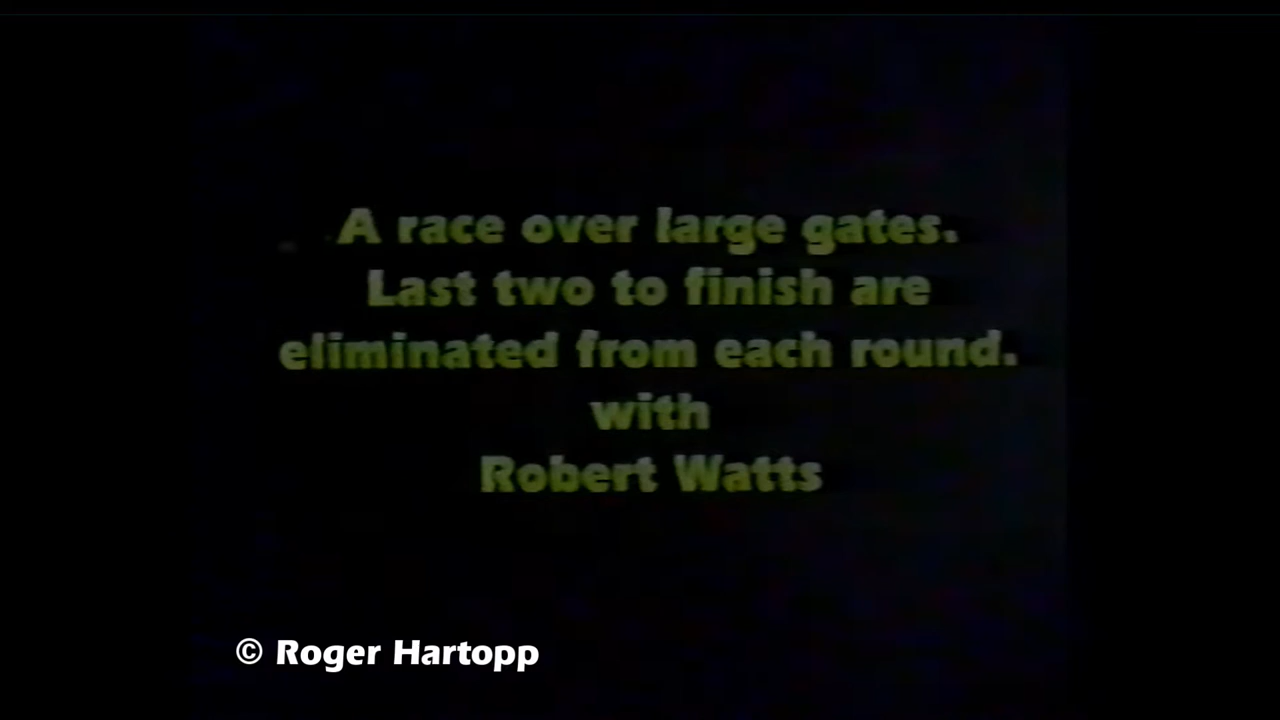 A race over large gates.
Last two to finish are
eliminated from each round.
with
Robert Watts
© Roger Hartopp